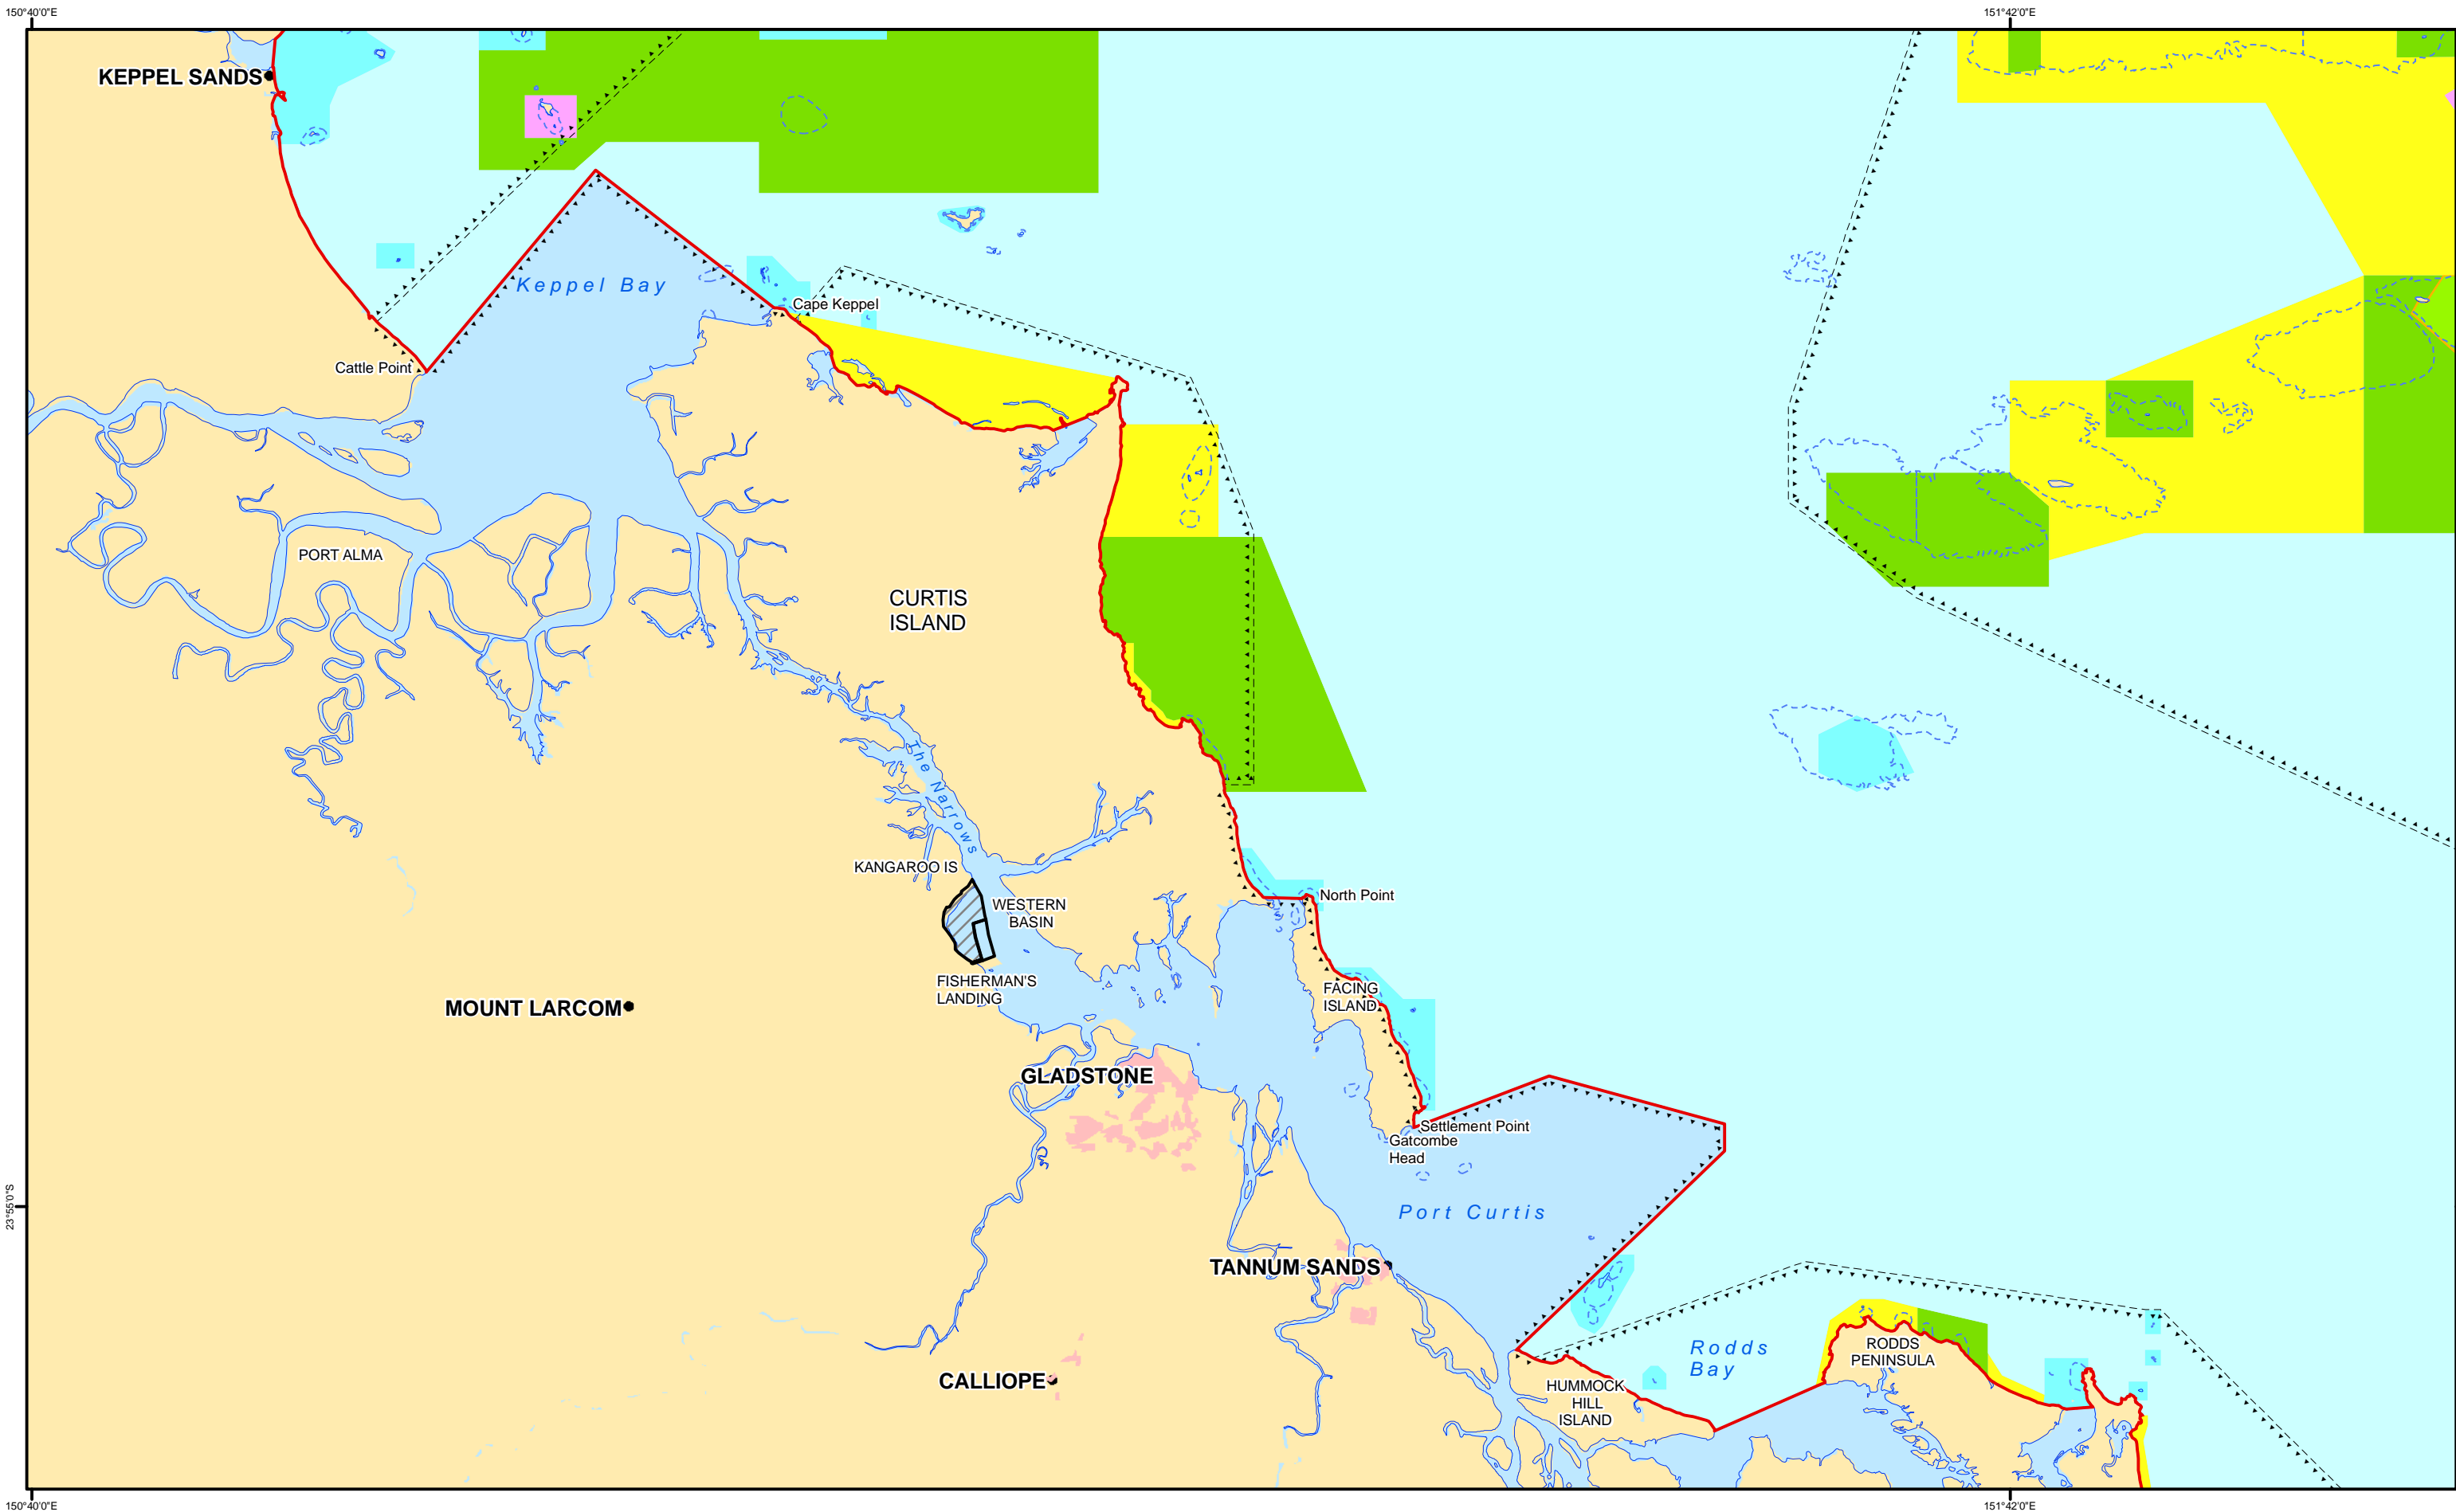 150°40'0"E
151°42'0"E
KEPPEL SANDS
Keppel Bay
Cape Keppel
Cattle Point
PORT ALMA
CURTIS
ISLAND
The Narrows
KANGAROO IS
WESTERN
BASIN
North Point
FISHERMAN'S
LANDING
FACING
ISLAND
MOUNT LARCOM
GLADSTONE
Settlement Point
Gatcombe
Head
23°55'0"S
Port Curtis
TANNUM SANDS
Rodds
Bay
RODDS
PENINSULA
CALLIOPE
HUMMOCK
HILL
ISLAND
150°40'0"E
151°42'0"E